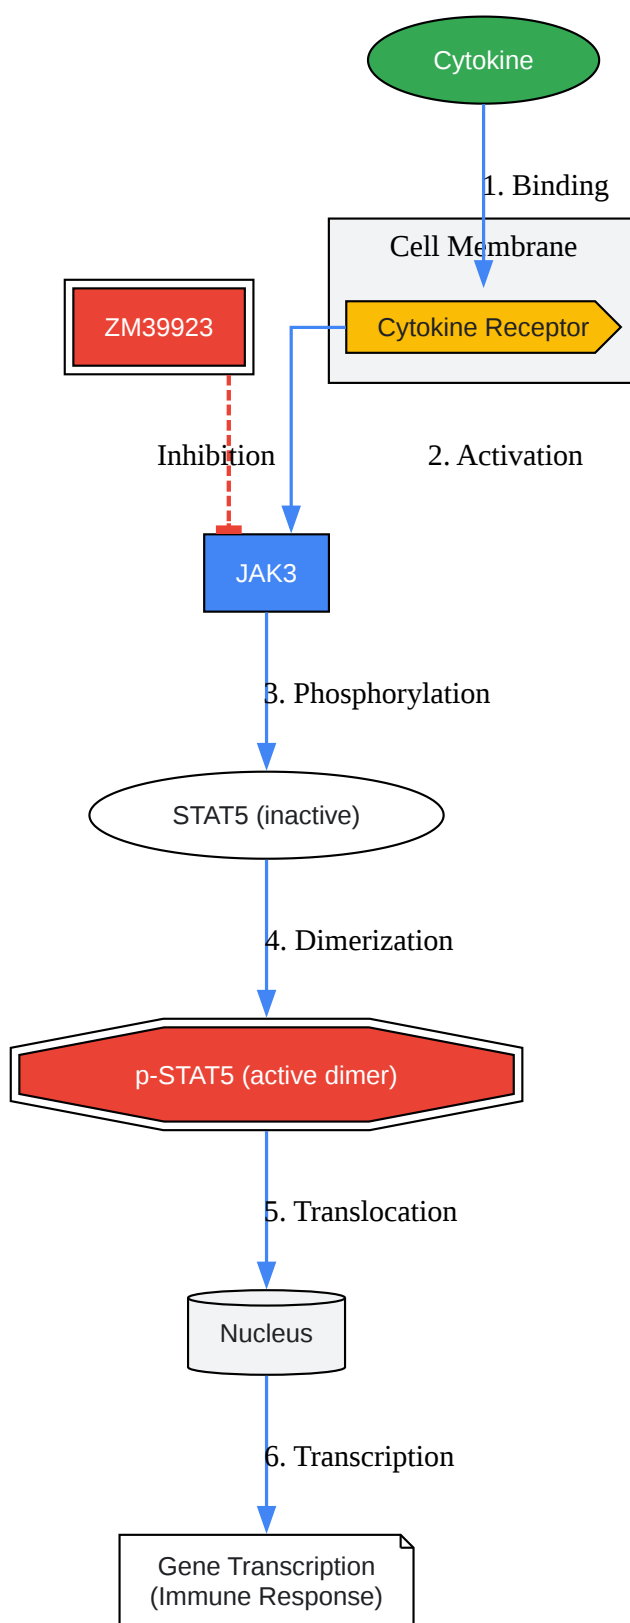 Cytokine
1. Binding
Cell Membrane
ZM39923
Cytokine Receptor
Inhibition
2. Activation
JAK3
3. Phosphorylation
STAT5 (inactive)
4. Dimerization
p-STAT5 (active dimer)
5. Translocation
Nucleus
6. Transcription
Gene Transcription
(Immune Response)